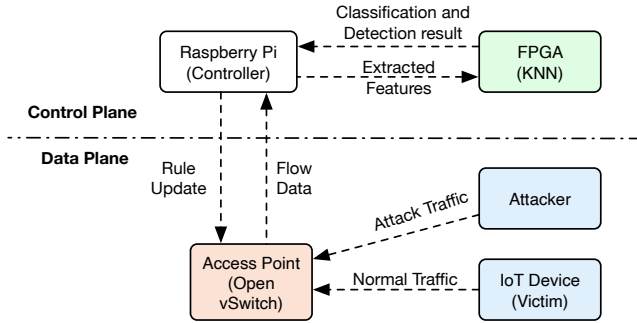 Classification and
Detection result
Raspberry Pi
(Controller)
FPGA
(KNN)
Extracted
Features
Control Plane
Data Plane
Rule
Update
Flow
Data
Attack Traffic
Attacker
Access Point
(Open
vSwitch)
Normal Traffic
IoT Device
(Victim)